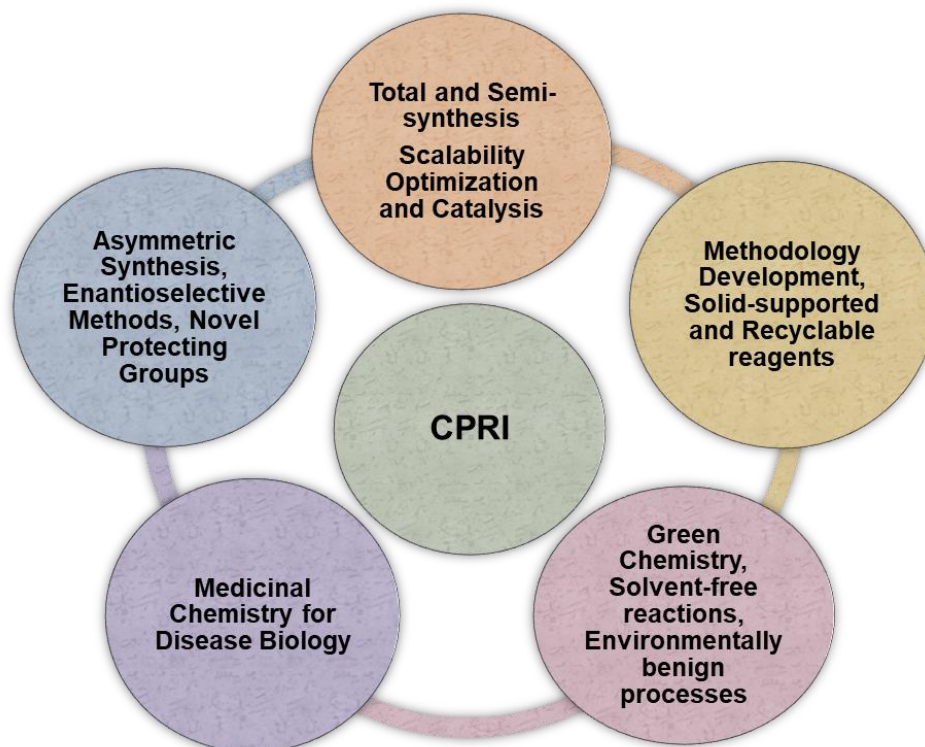 Total and Semi-
synthesis
Scalability
Optimization
and Catalysis
Asymmetric
Synthesis,
Enantioselective
Methods, Novel
Protecting
Groups
Methodology
Development,
Solid-supported
and Recyclable
reagents
CPRI
Medicinal
Chemistry for
Disease Biology
Green
Chemistry,
Solvent-free
reactions,
Environmentally
benign
processes